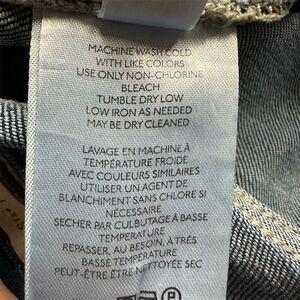 MACHINE WASH COLD
WITH LIKE COLORS
USE ONLY NON-CHLORINE
BLEACH
TUMBLE DRY LOW
LOW IRON AS NEEDED
MAY BE DRY CLEANED
LAVAGE EN MACHINE À
TEMPÉRATURE FROIDE
AVEC COULEURS SIMILAIRES
UTILISER UN AGENT DE
BLANCHIMENT SANS CHLORE SI
NÉCESSAIRE
SECHER PAR CULBUTAGE À BASSE
TEMPERATURE
REPASSER, AU BESOIN, À TRÈS
BASSE TEMPERATURE
PEUT-ÊTRE ÊTRE NETTOYÉE SEC